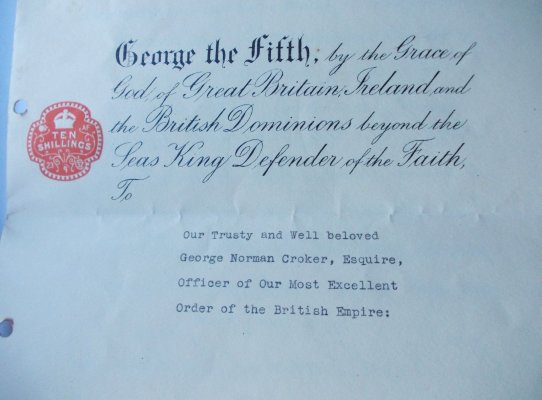 George the Fifth, by the Grace of
God, of Great Britain, Ireland, and
the British Dominions beyond the
Seas King Defender of the Faith,
To
TEN
SHILLINGS
Our Trusty and Well beloved
George Norman Croker, Esquire,
Officer of Our Most Excellent
Order of the British Empire: